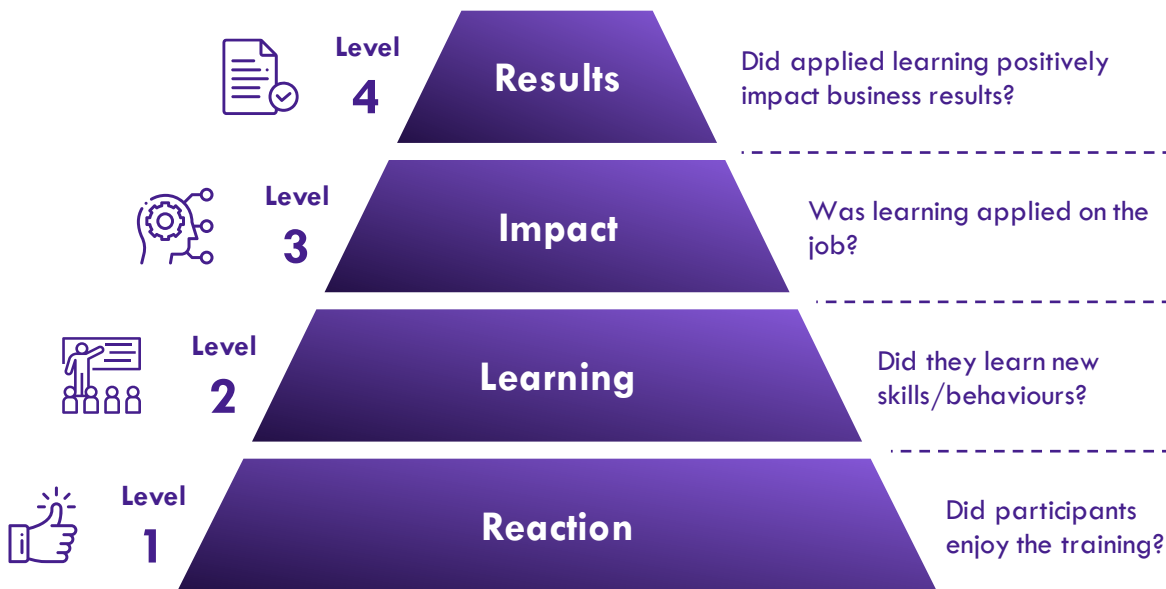 Level
4
Results
Did applied learning positively
impact business results?
Level
3
Impact
Was learning applied on the
job?
Level
2
Learning
Did they learn new
skills/behaviours?
Level
1
Reaction
Did participants
enjoy the training?